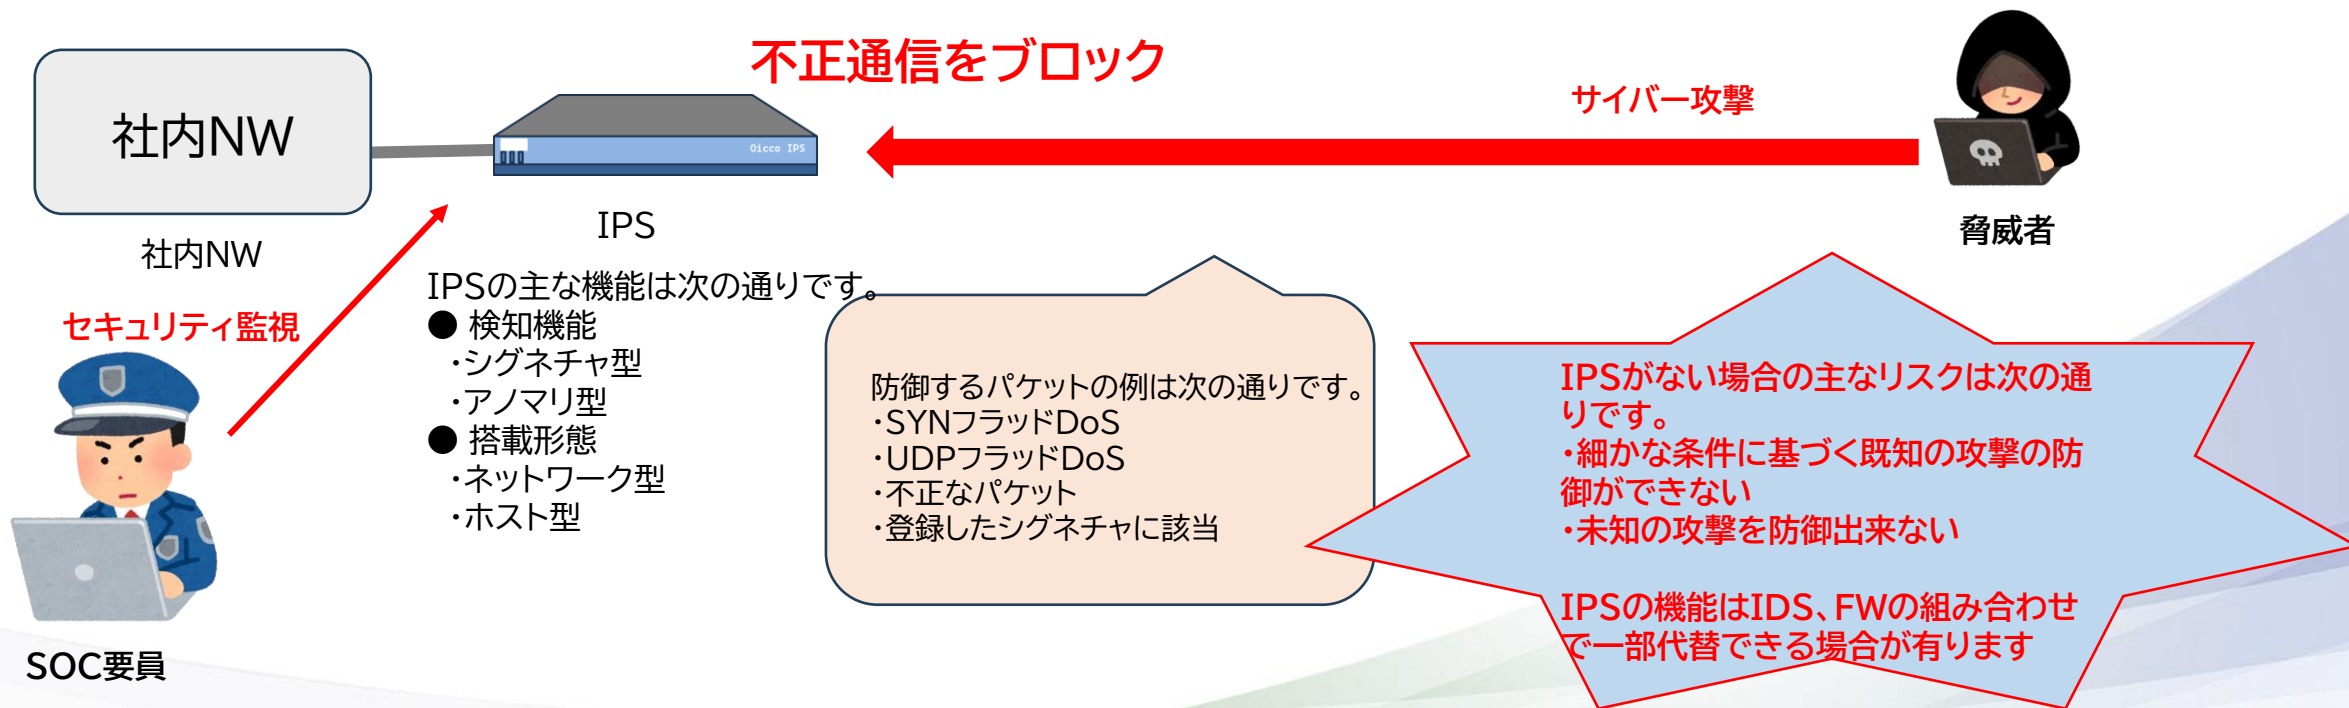 不正通信をブロック
サイバー攻撃
社内NW
Oicco IPS
脅威者
IPS
社内NW
セキュリティ監視
SOC要員
IPSの主な機能は次の通りです。
● 検知機能
・シグネチャ型
・アノマリ型
● 搭載形態
・ネットワーク型
・ホスト型
防御するパケットの例は次の通りです。
・SYNフラッドDoS
・UDPフラッドDoS
・不正なパケット
・登録したシグネチャに該当
IPSがない場合の主なリスクは次の通
りです。
・細かな条件に基づく既知の攻撃の防
御ができない
・未知の攻撃を防御出来ない
IPSの機能はIDS、FWの組み合わせ
で一部代替できる場合が有ります